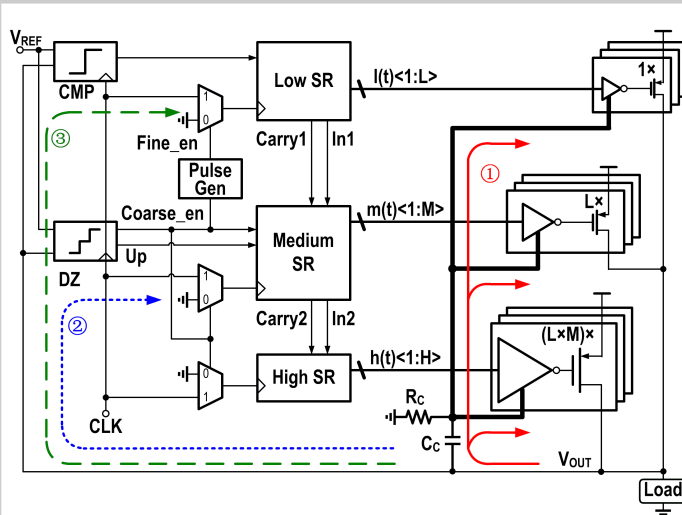 VREF
CMP
Low SR
l(t)<1:L>
1×
1
0
③
Fine_en
Carry1
In1
①
Pulse
Gen
Coarse_en
Up
DZ
Medium
SR
m(t)<1:M>
L×
1
0
②
Carry2
In2
(L×M)×
0
1
High SR
h(t)<1:H>
CLK
RC
CC
VOUT
Load